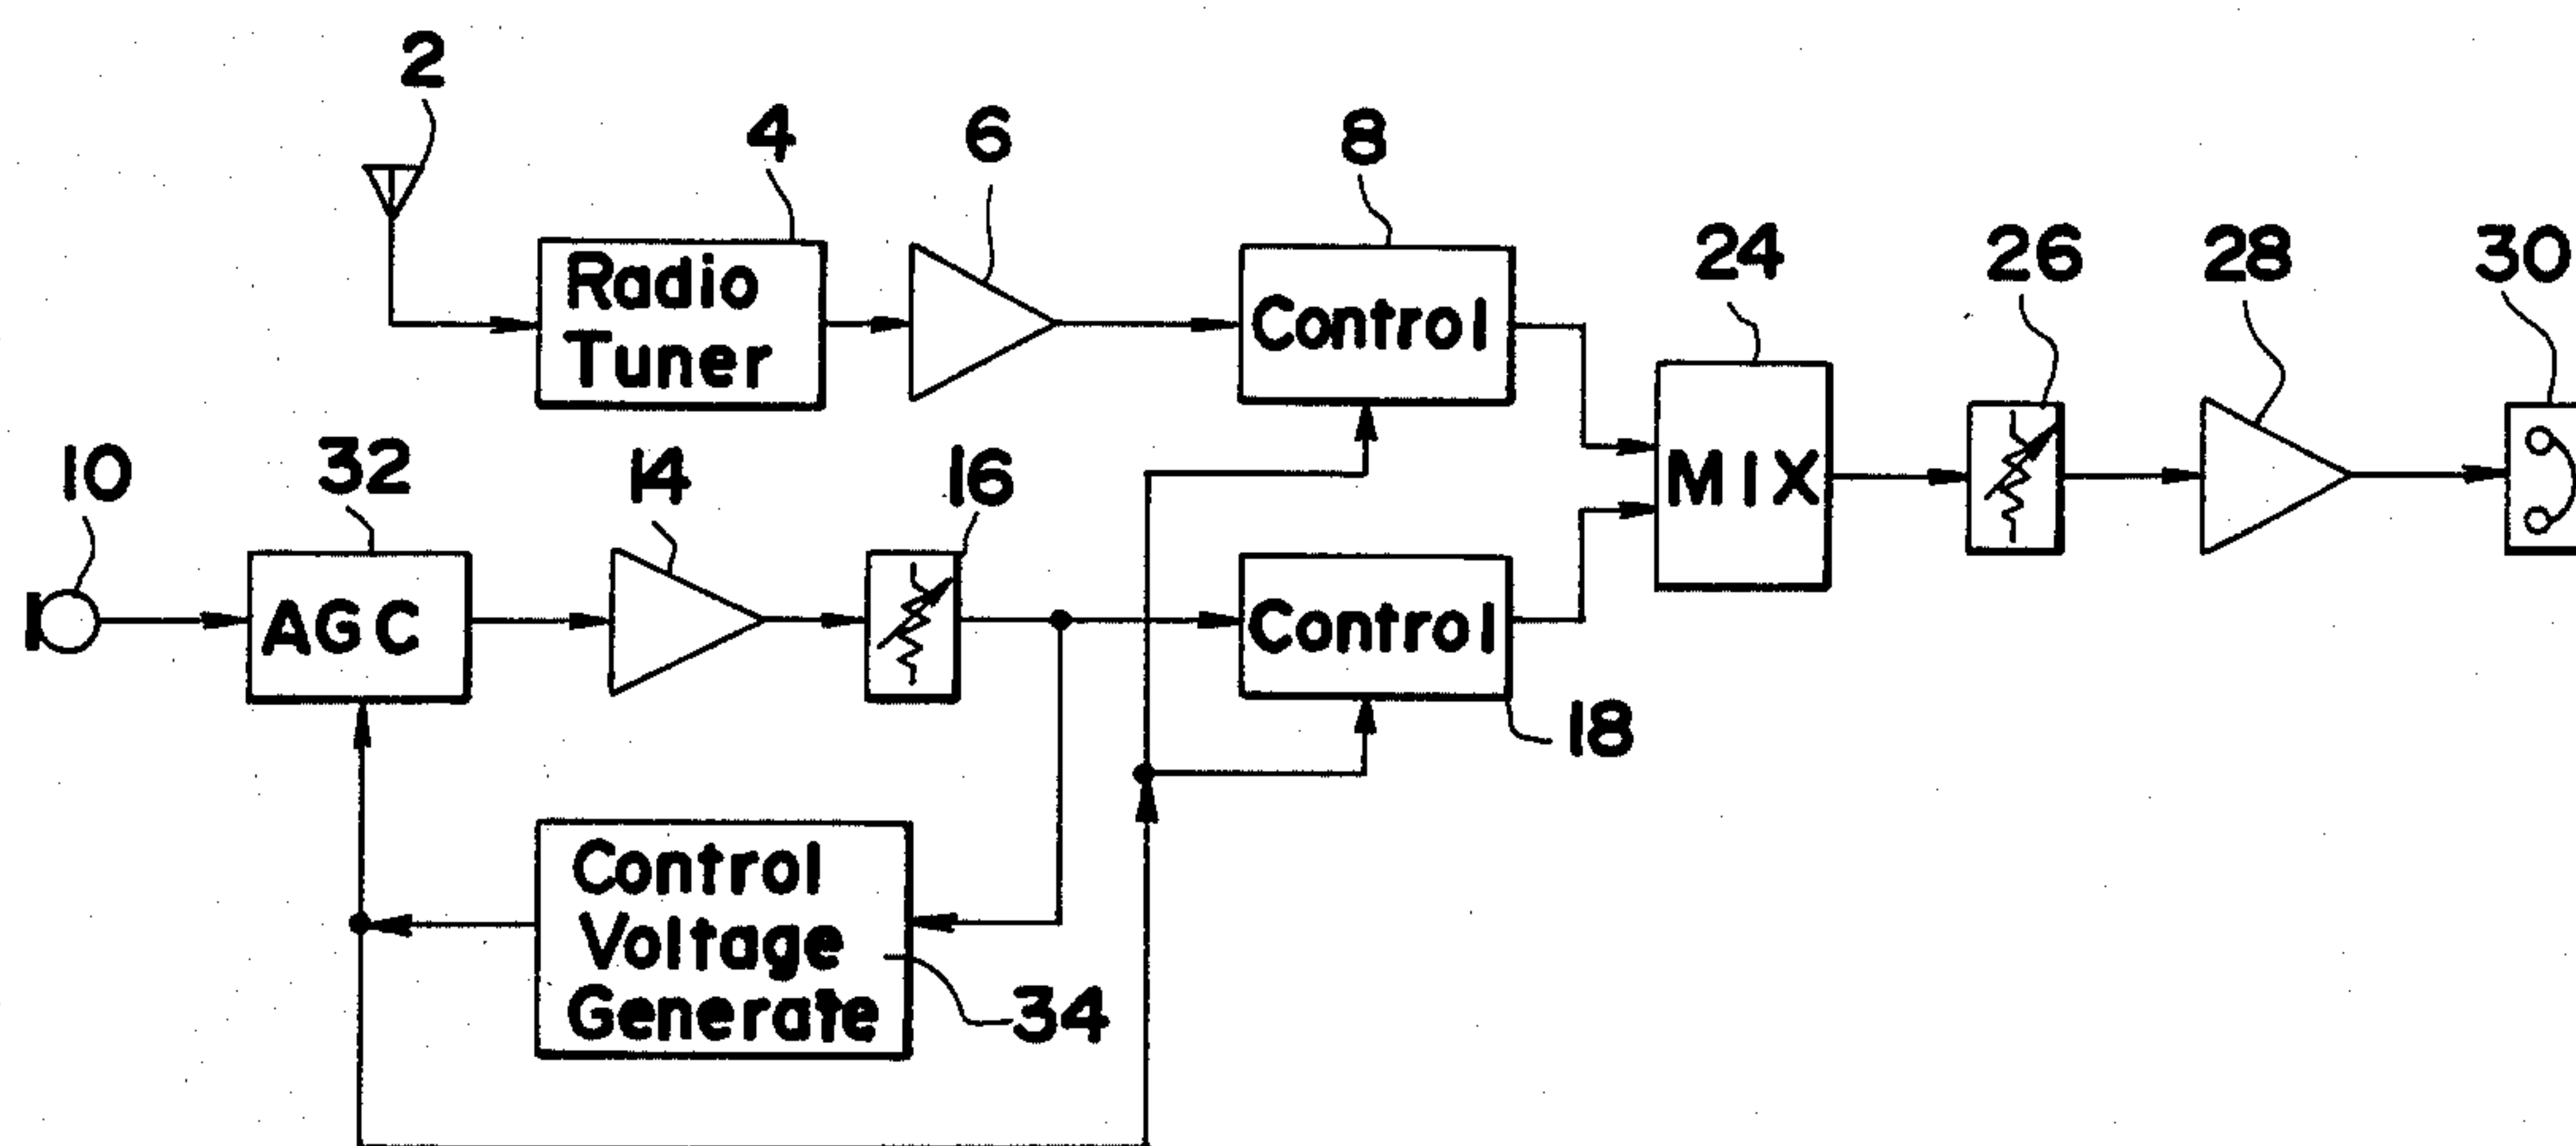 2
4
6
8
24
26
28
30
Radio
Tuner
Control
MIX
10
32
14
16
AGC
Control
18
Control
Voltage
Generate
34